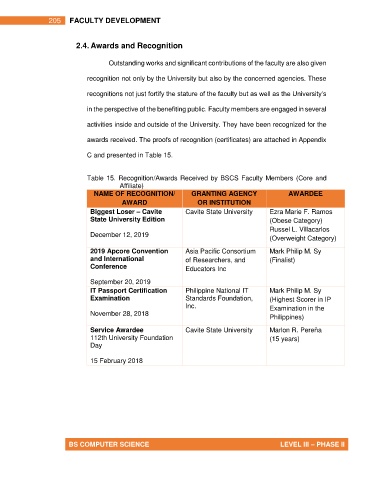 205 FACULTY DEVELOPMENT
2.4. Awards and Recognition
Outstanding works and significant contributions of the faculty are also given
recognition not only by the University but also by the concerned agencies. These
recognitions not just fortify the stature of the faculty but as well as the University's
in the perspective of the benefiting public. Faculty members are engaged in several
activities inside and outside of the University. They have been recognized for the
awards received. The proofs of recognition (certificates) are attached in Appendix
C and presented in Table 15.
Table 15. Recognition/Awards Received by BSCS Faculty Members (Core and
Affiliate)
NAME OF RECOGNITION/ GRANTING AGENCY AWARDEE
AWARD OR INSTITUTION
Biggest Loser – Cavite Cavite State University Ezra Marie F. Ramos
State University Edition (Obese Category)
Russel L. Villacarlos
December 12, 2019 (Overweight Category)
2019 Apcore Convention Asia Pacific Consortium Mark Philip M. Sy
and International of Researchers, and (Finalist)
Conference Educators Inc
September 20, 2019
IT Passport Certification Philippine National IT Mark Philip M. Sy
Examination Standards Foundation, (Highest Scorer in IP
Inc. Examination in the
November 28, 2018 Philippines)
Service Awardee Cavite State University Marlon R. Pereña
112th University Foundation (15 years)
Day
15 February 2018
BS COMPUTER SCIENCE LEVEL III – PHASE II